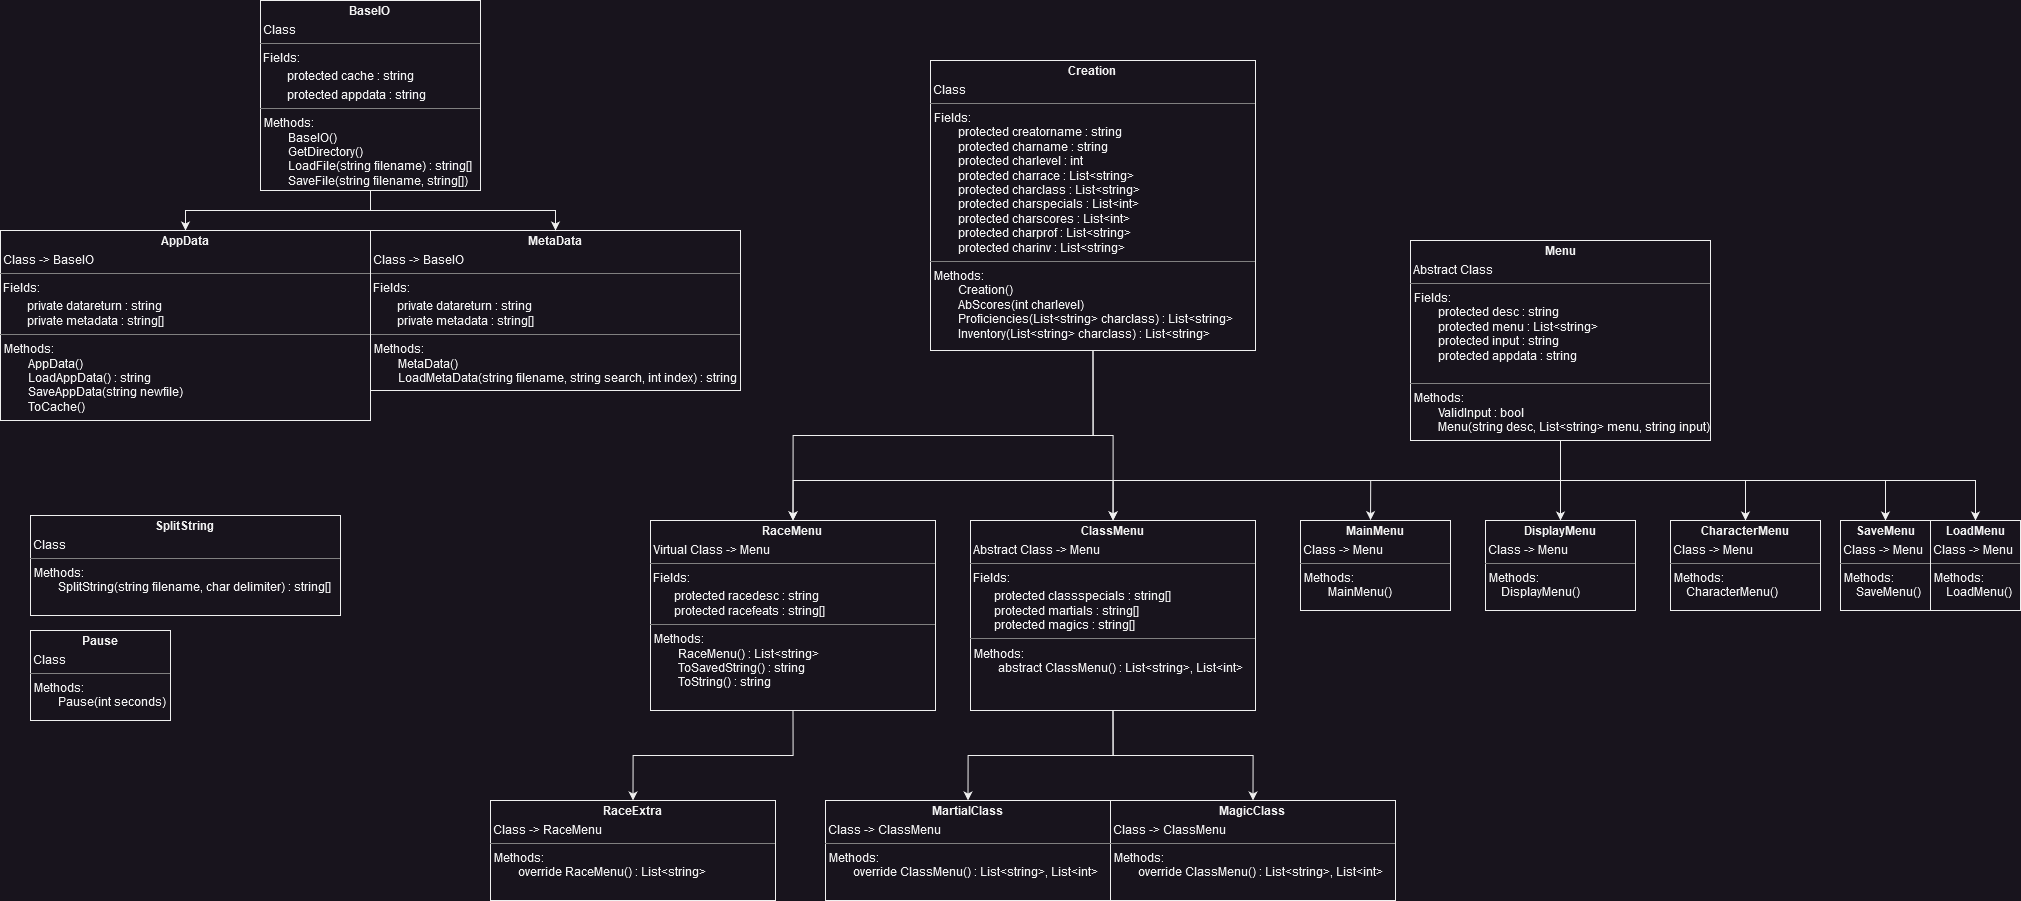 BaseIO
Class
Fields:
protected cache : string
protected appdata : string
Methods:
BaseIO()
GetDirectory()
LoadFile(string filename) : string[]
SaveFile(string filename, string[])
AppData
Class -> BaseIO
Fields:
private datareturn : string
private metadata : string[]
Methods:
AppData()
LoadAppData() : string
SaveAppData(string newfile)
ToCache()
MetaData
Class -> BaseIO
Fields:
private datareturn : string
private metadata : string[]
Methods:
MetaData()
LoadMetaData(string filename, string search, int index) : string
Creation
Class
Fields:
protected creatorname : string
protected charname : string
protected charlevel : int
protected charrace : List<string>
protected charclass : List<string>
protected charspecials : List<int>
protected charscores : List<int>
protected charprof : List<string>
protected charinv : List<string>
Methods:
Creation()
AbScores(int charlevel)
Proficiencies(List<string> charclass) : List<string>
Inventory(List<string> charclass) : List<string>
Menu
Abstract Class
Fields:
protected desc : string
protected menu : List<string>
protected input : string
protected appdata : string
Methods:
ValidInput : bool
Menu(string desc, List<string> menu, string input)
SplitString
Class
Methods:
SplitString(string filename, char delimiter) : string[]
Pause
Class
Methods:
Pause(int seconds)
RaceMenu
Virtual Class -> Menu
Fields:
protected racedesc : string
protected racefeats : string[]
Methods:
RaceMenu() : List<string>
ToSavedString() : string
ToString() : string
ClassMenu
Abstract Class -> Menu
Fields:
protected classspecials : string[]
protected martials : string[]
protected magics : string[]
Methods:
abstract ClassMenu() : List<string>, List<int>
MainMenu
Class -> Menu
Methods:
MainMenu()
DisplayMenu
Class -> Menu
Methods:
DisplayMenu()
CharacterMenu
Class -> Menu
Methods:
CharacterMenu()
SaveMenu
Class -> Menu
Methods:
SaveMenu()
LoadMenu
Class -> Menu
Methods:
LoadMenu()
RaceExtra
Class -> RaceMenu
Methods:
override RaceMenu() : List<string>
MartialClass
Class -> ClassMenu
Methods:
override ClassMenu() : List<string>, List<int>
MagicClass
Class -> ClassMenu
Methods:
override ClassMenu() : List<string>, List<int>